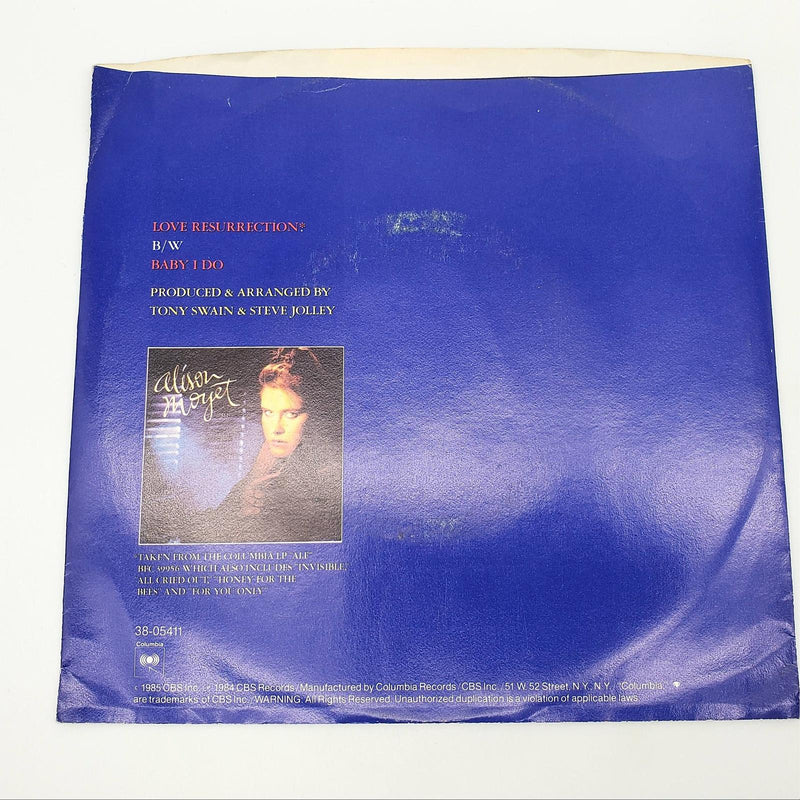 LOVE RESURRECTION*
B/W
BABY I DO
PRODUCED & ARRANGED BY
TONY SWAIN & STEVE JOLLEY
alison
moyet
*TAKEN FROM THE COLUMBIA LP "ALF"
BFC 39956 WHICH ALSO INCLUDES "INVISIBLE,"
ALL CRIED OUT," "HONEY FOR THE
BEES" AND "FOR YOU ONLY."
38-05411
Columbia
1985 CBS Inc. 1984 CBS Records/Manufactured by Columbia Records/CBS Inc./51 W. 52 Street, N.Y., N.Y./"Columbia,"
are trademarks of CBS Inc./WARNING: All Rights Reserved. Unauthorized duplication is a violation of applicable laws.